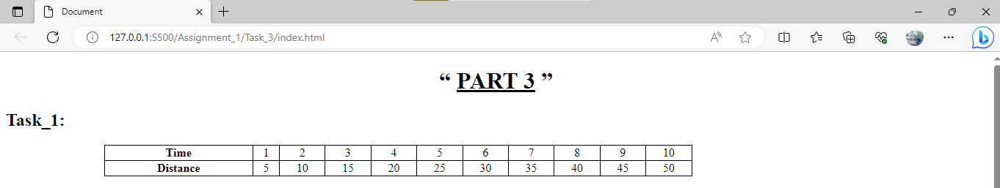 Document
127.0.0.1:5500/Assignment_1/Task_3/index.html
“ PART 3 ”
Task_1:
Time 1 2 3 4 5 6 7 8 9 10
Distance 5 10 15 20 25 30 35 40 45 50